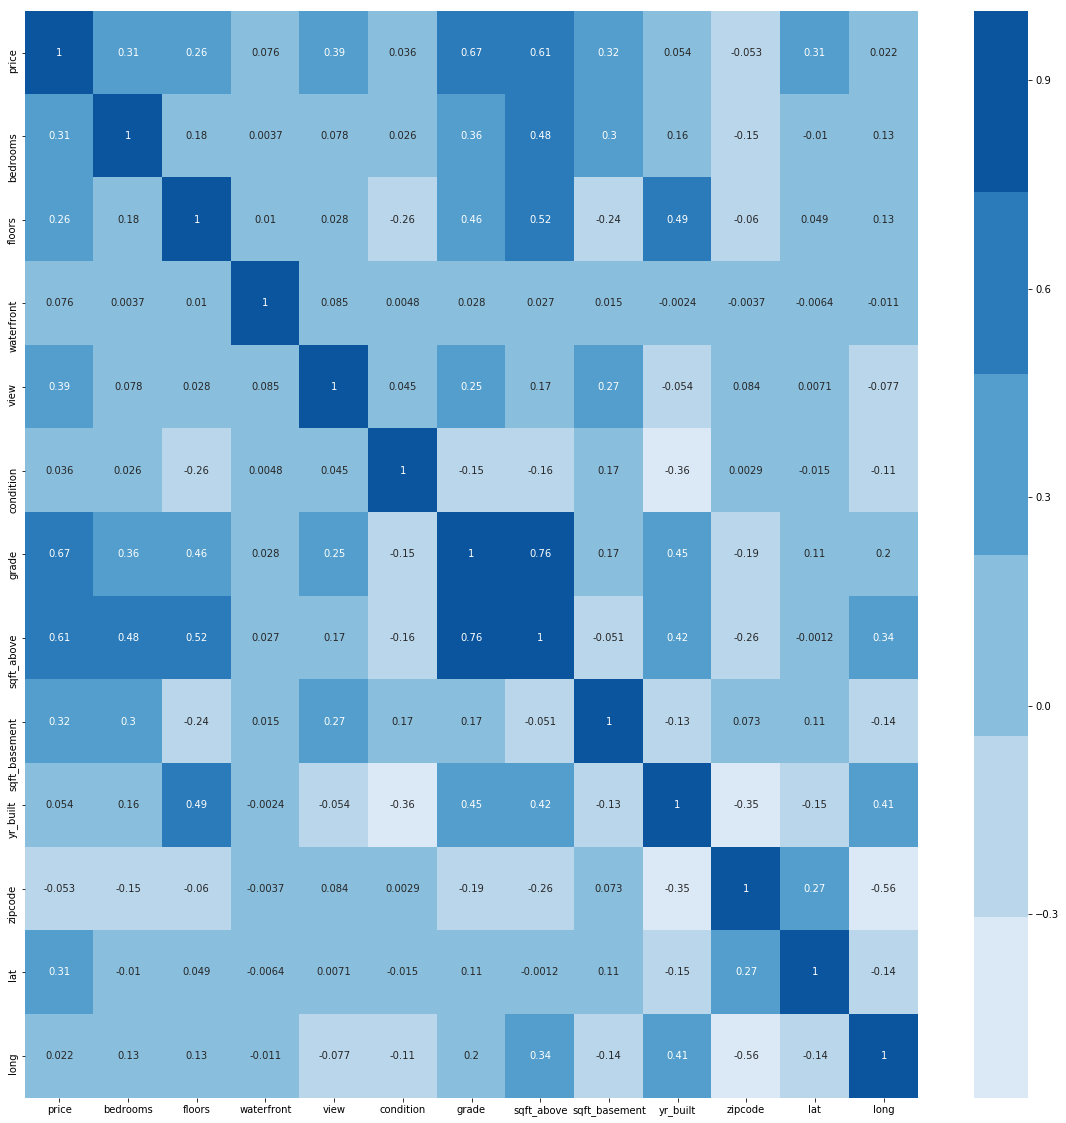 price 1 0.31 0.26 0.076 0.39 0.036 0.67 0.61 0.32 0.054 -0.053 0.31 0.022
bedrooms 0.31 1 0.18 0.0037 0.078 0.026 0.36 0.48 0.3 0.16 -0.15 -0.01 0.13
floors 0.26 0.18 1 0.01 0.028 -0.26 0.46 0.52 -0.24 0.49 -0.06 0.049 0.13
waterfront 0.076 0.0037 0.01 1 0.085 0.0048 0.028 0.027 0.015 -0.0024 -0.0037 -0.0064 -0.011
view 0.39 0.078 0.028 0.085 1 0.045 0.25 0.17 0.27 -0.054 0.084 0.0071 -0.077
condition 0.036 0.026 -0.26 0.0048 0.045 1 -0.15 -0.16 0.17 -0.36 0.0029 -0.015 -0.11
grade 0.67 0.36 0.46 0.028 0.25 -0.15 1 0.76 0.17 0.45 -0.19 0.11 0.2
sqft_above 0.61 0.48 0.52 0.027 0.17 -0.16 0.76 1 -0.051 0.42 -0.26 -0.0012 0.34
sqft_basement 0.32 0.3 -0.24 0.015 0.27 0.17 0.17 -0.051 1 -0.13 0.073 0.11 -0.14
yr_built 0.054 0.16 0.49 -0.0024 -0.054 -0.36 0.45 0.42 -0.13 1 -0.35 -0.15 0.41
zipcode -0.053 -0.15 -0.06 -0.0037 0.084 0.0029 -0.19 -0.26 0.073 -0.35 1 0.27 -0.56
lat 0.31 -0.01 0.049 -0.0064 0.0071 -0.015 0.11 -0.0012 0.11 -0.15 0.27 1 -0.14
long 0.022 0.13 0.13 -0.011 -0.077 -0.11 0.2 0.34 -0.14 0.41 -0.56 -0.14 1
price bedrooms floors waterfront view condition grade sqft_above sqft_basement yr_built zipcode lat long
0.9
0.6
0.3
0.0
−0.3